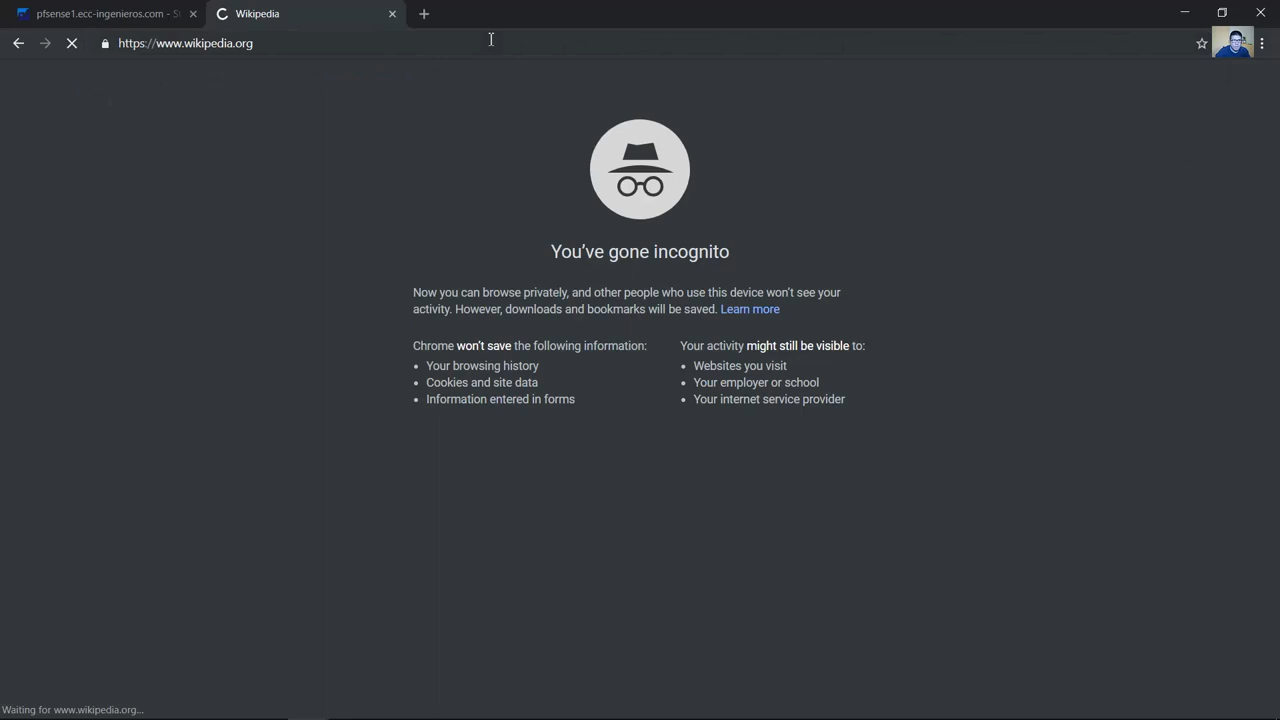 pfsense1.ecc-ingenieros.com - S
Wikipedia
https://www.wikipedia.org
You've gone incognito
Now you can browse privately, and other people who use this device won't see your
activity. However, downloads and bookmarks will be saved. Learn more
Chrome won't save the following information:
Your browsing history
Cookies and site data
Information entered in forms
Your activity might still be visible to:
Websites you visit
Your employer or school
Your internet service provider
Waiting for www.wikipedia.org...